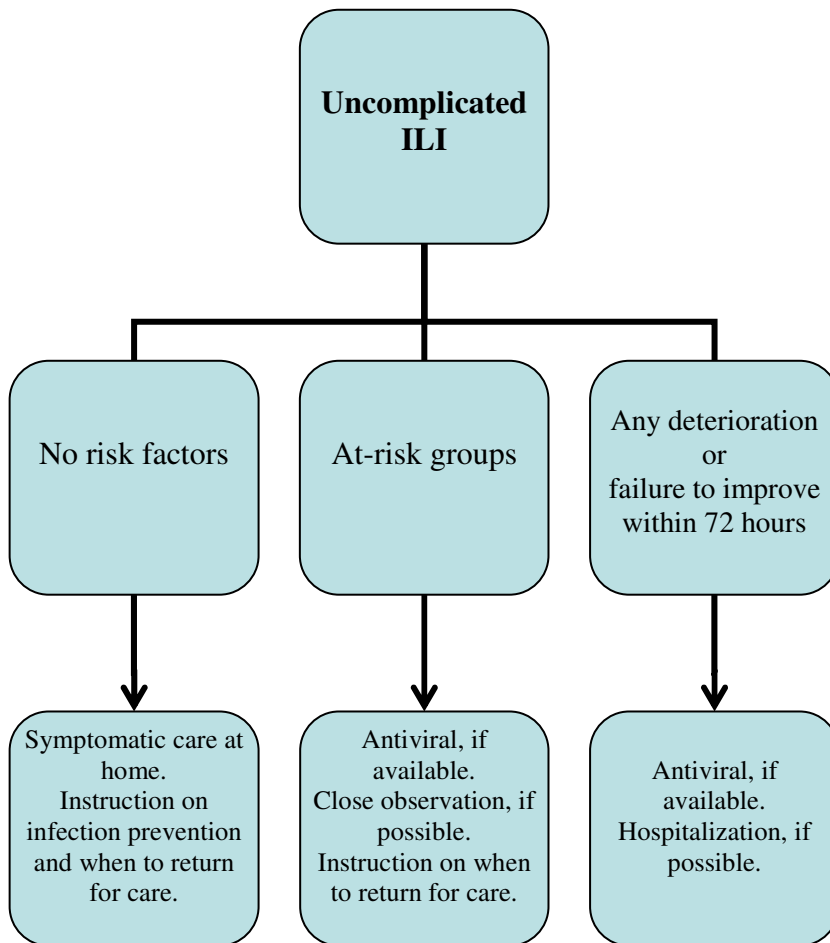 Uncomplicated
ILI
No risk factors
At-risk groups
Any deterioration
or
failure to improve
within 72 hours
Symptomatic care at
home.
Instruction on
infection prevention
and when to return
for care.
Antiviral, if
available.
Close observation, if
possible.
Instruction on when
to return for care.
Antiviral, if
available.
Hospitalization, if
possible.